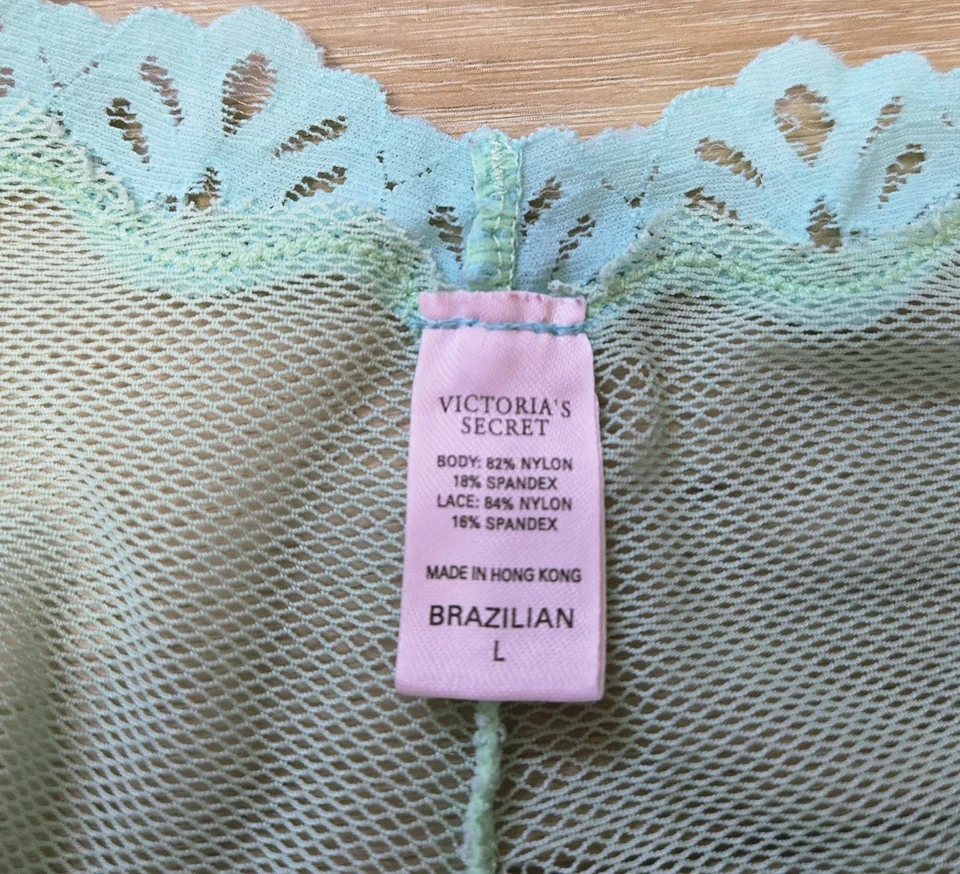 VICTORIA'S
SECRET
BODY: 82% NYLON
18% SPANDEX
LACE: 84% NYLON
16% SPANDEX
MADE IN HONG KONG
BRAZILIAN
L